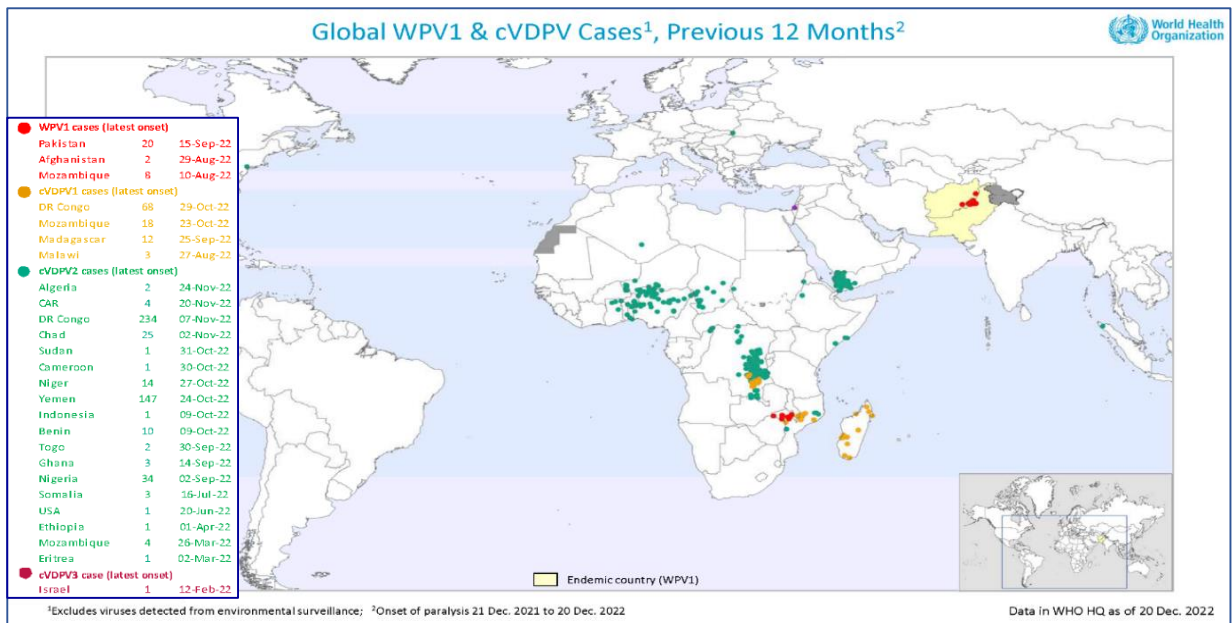 Global WPV1 & cVDPV Cases¹, Previous 12 Months²
World Health
Organization
WPV1 cases (latest onset)
Pakistan 20 15-Sep-22
Afghanistan 2 29-Aug-22
Mozambique 8 10-Aug-22
cVDPV1 cases (latest onset)
DR Congo 68 29-Oct-22
Mozambique 18 23-Oct-22
Madagascar 12 25-Sep-22
Malawi 3 27-Aug-22
cVDPV2 cases (latest onset)
Algeria 2 24-Nov-22
CAR 4 20-Nov-22
DR Congo 234 07-Nov-22
Chad 25 02-Nov-22
Sudan 1 31-Oct-22
Cameroon 1 30-Oct-22
Niger 14 27-Oct-22
Yemen 147 24-Oct-22
Indonesia 1 09-Oct-22
Benin 10 09-Oct-22
Togo 2 30-Sep-22
Ghana 3 14-Sep-22
Nigeria 34 02-Sep-22
Somalia 3 16-Jul-22
USA 1 20-Jun-22
Ethiopia 1 01-Apr-22
Mozambique 4 26-Mar-22
Eritrea 1 02-Mar-22
cVDPV3 case (latest onset)
Israel 1 12-Feb-22
Endemic country (WPV1)
¹Excludes viruses detected from environmental surveillance; ²Onset of paralysis 21 Dec. 2021 to 20 Dec. 2022
Data in WHO HQ as of 20 Dec. 2022